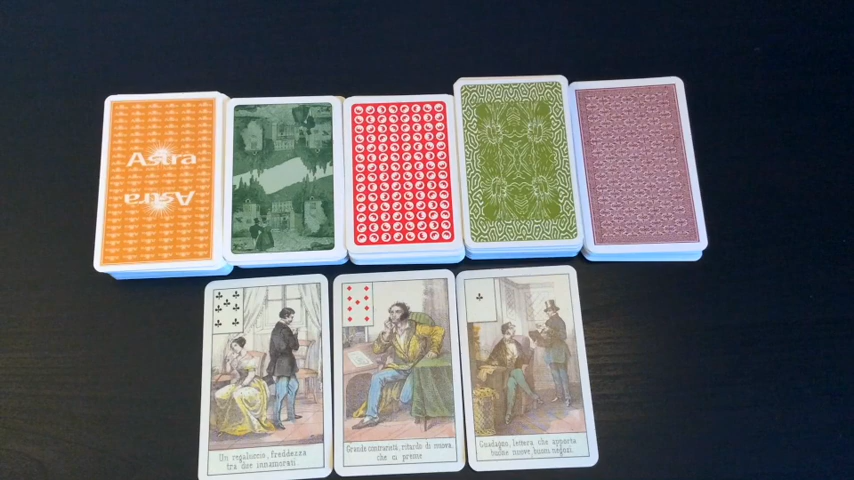 Astra
Astra
Un regaluccio, freddezza
tra due innamorati.
Grande contrarietà, ritardo di nuova,
che ci preme
Guadagno, lettera che apporta
buone nuove, buoni negozi.